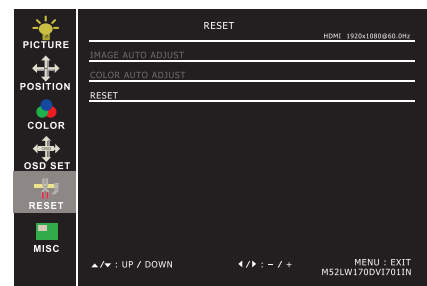 RESET
HDMI 1920x1080@60.0Hz
PICTURE
POSITION
COLOR
OSD SET
RESET
MISC
IMAGE AUTO ADJUST
COLOR AUTO ADJUST
RESET
▲/▼ : UP / DOWN
◀/▶ : – / +
MENU : EXIT
M52LW170DVI701IN